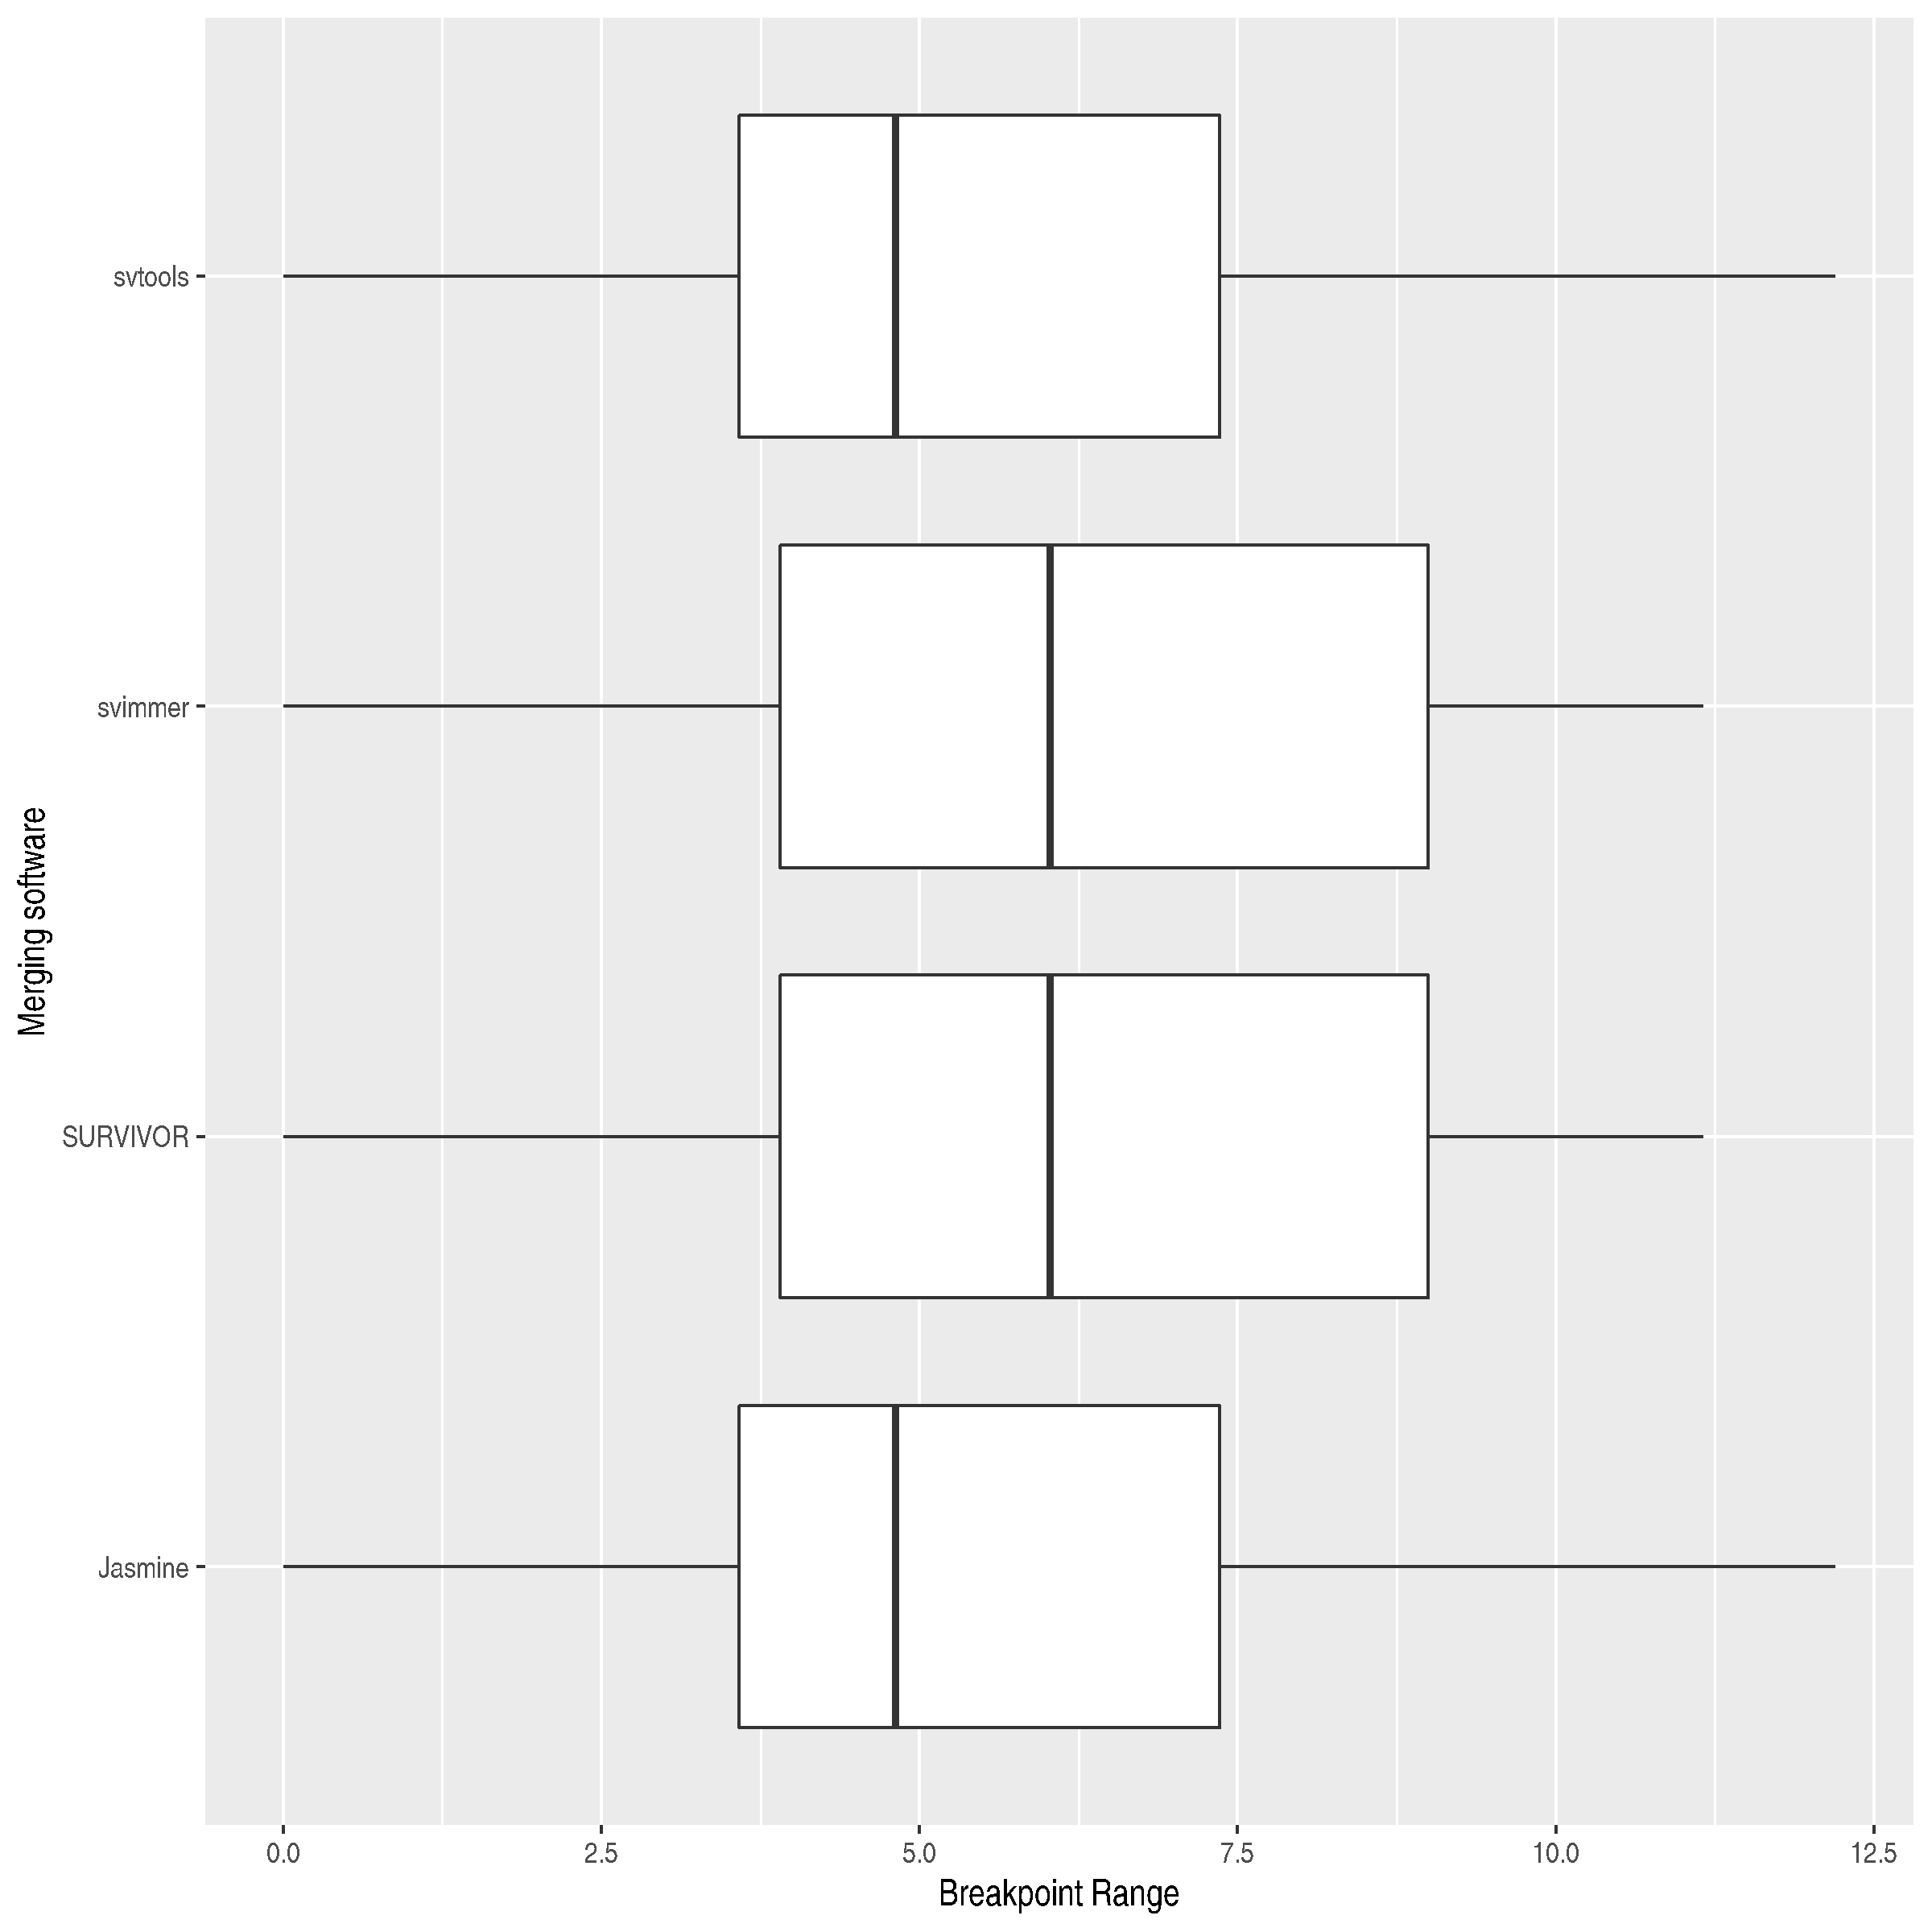 svtools
svimmer
SURVIVOR
Jasmine
Merging software
0.0 2.5 5.0 7.5 10.0 12.5
Breakpoint Range